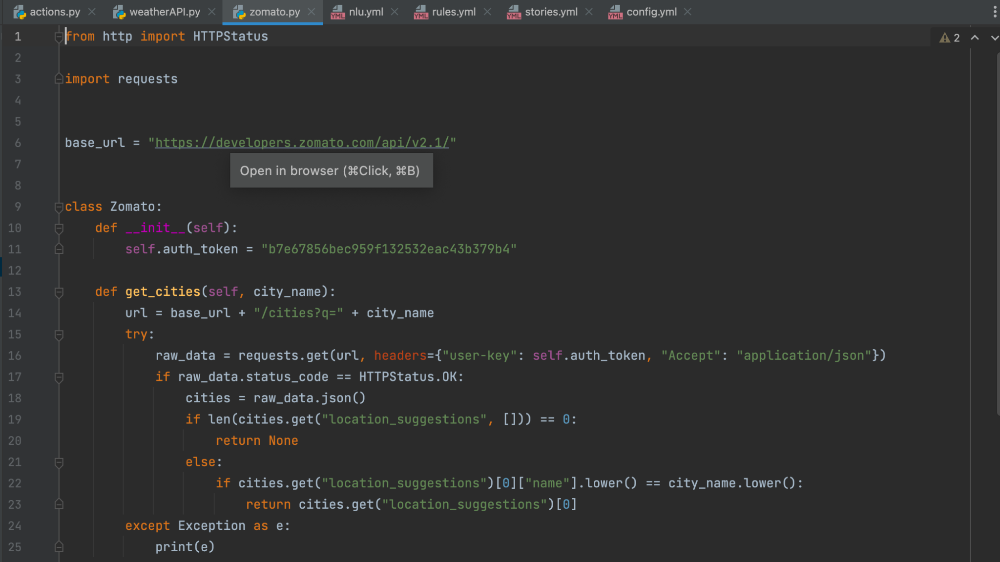 actions.py weatherAPI.py zomato.py nlu.yml rules.yml stories.yml config.yml
1 from http import HTTPStatus 2
2
3 import requests
4
5
6 base_url = "https://developers.zomato.com/api/v2.1/"
7 Open in browser (⌘Click, ⌘B)
8
9 class Zomato:
10 def __init__(self):
11 self.auth_token = "b7e67856bec959f132532eac43b379b4"
12
13 def get_cities(self, city_name):
14 url = base_url + "/cities?q=" + city_name
15 try:
16 raw_data = requests.get(url, headers={"user-key": self.auth_token, "Accept": "application/json"})
17 if raw_data.status_code == HTTPStatus.OK:
18 cities = raw_data.json()
19 if len(cities.get("location_suggestions", [])) == 0:
20 return None
21 else:
22 if cities.get("location_suggestions")[0]["name"].lower() == city_name.lower():
23 return cities.get("location_suggestions")[0]
24 except Exception as e:
25 print(e)